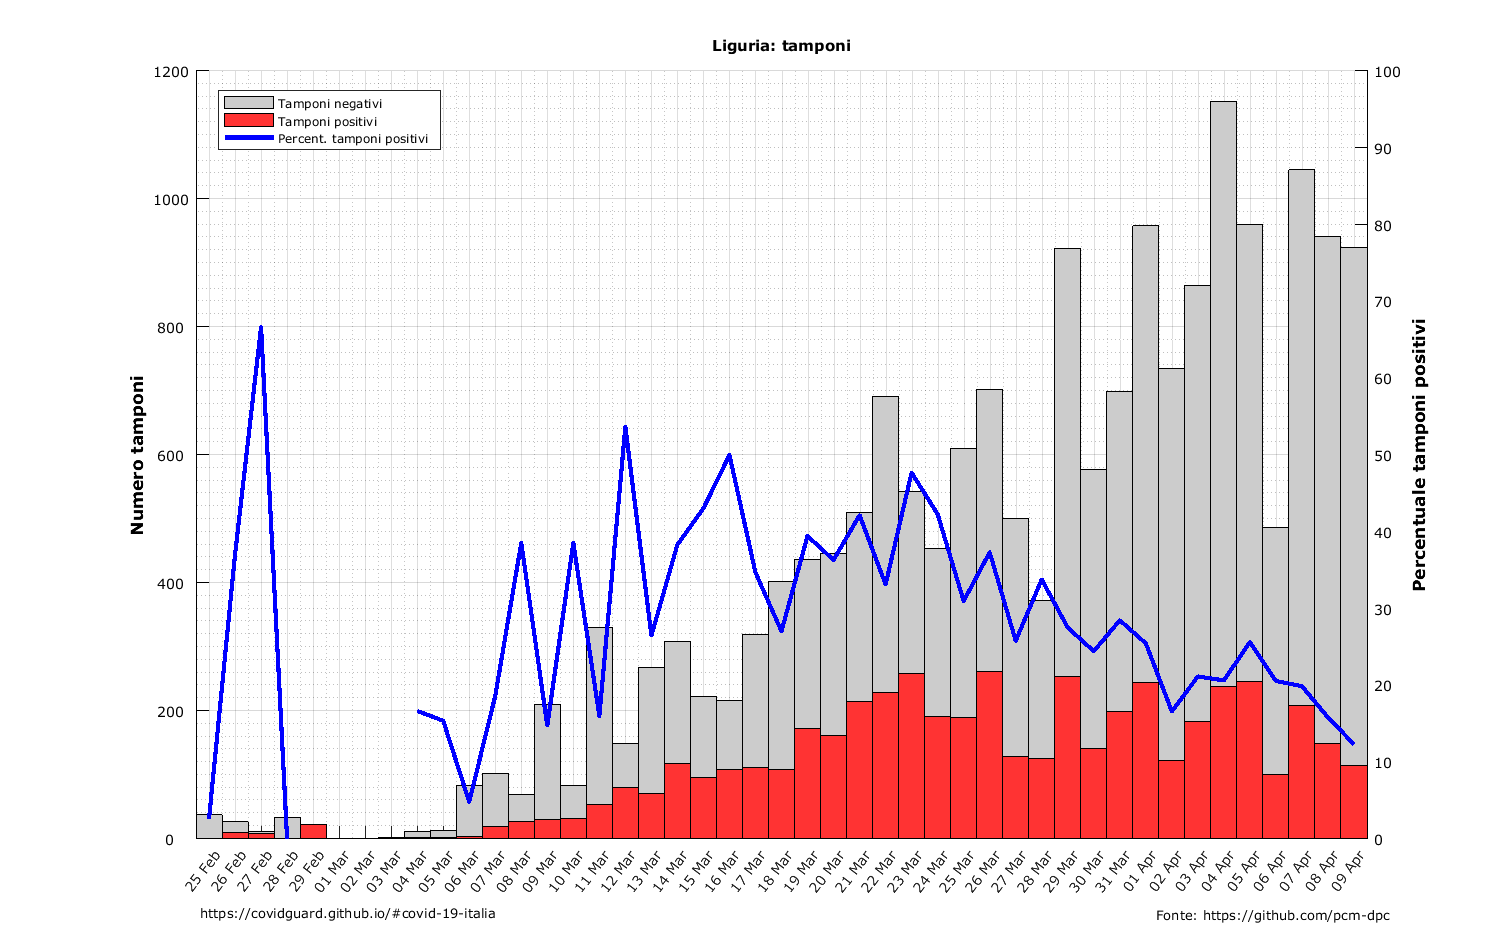 Liguria: tamponi
Tamponi negativi
Tamponi positivi
Percent. tamponi positivi
Numero tamponi
1200
1000
800
600
400
200
0
Percentuale tamponi positivi
100
90
80
70
60
50
40
30
20
10
0
25 Feb
26 Feb
27 Feb
28 Feb
29 Feb
01 Mar
02 Mar
03 Mar
04 Mar
05 Mar
06 Mar
07 Mar
08 Mar
09 Mar
10 Mar
11 Mar
12 Mar
13 Mar
14 Mar
15 Mar
16 Mar
17 Mar
18 Mar
19 Mar
20 Mar
21 Mar
22 Mar
23 Mar
24 Mar
25 Mar
26 Mar
27 Mar
28 Mar
29 Mar
30 Mar
31 Mar
01 Apr
02 Apr
03 Apr
04 Apr
05 Apr
06 Apr
07 Apr
08 Apr
09 Apr
https://covidguard.github.io/#covid-19-italia
Fonte: https://github.com/pcm-dpc